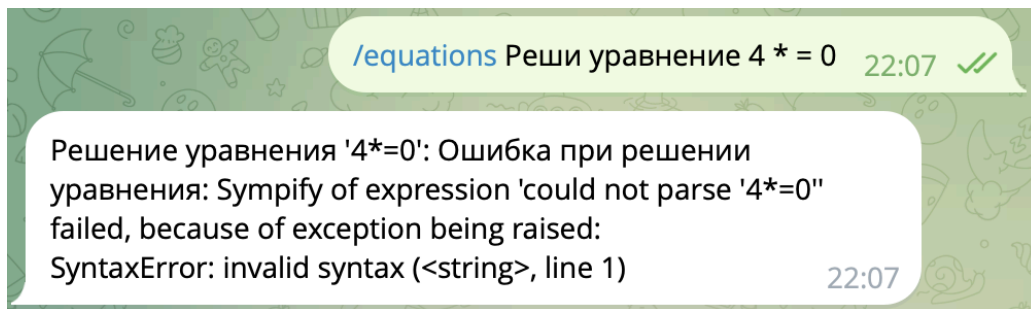 /equations Реши уравнение 4 * = 0 22:07
Решение уравнения '4*=0': Ошибка при решении
уравнения: Sympify of expression 'could not parse '4*=0''
failed, because of exception being raised:
SyntaxError: invalid syntax (<string>, line 1) 22:07